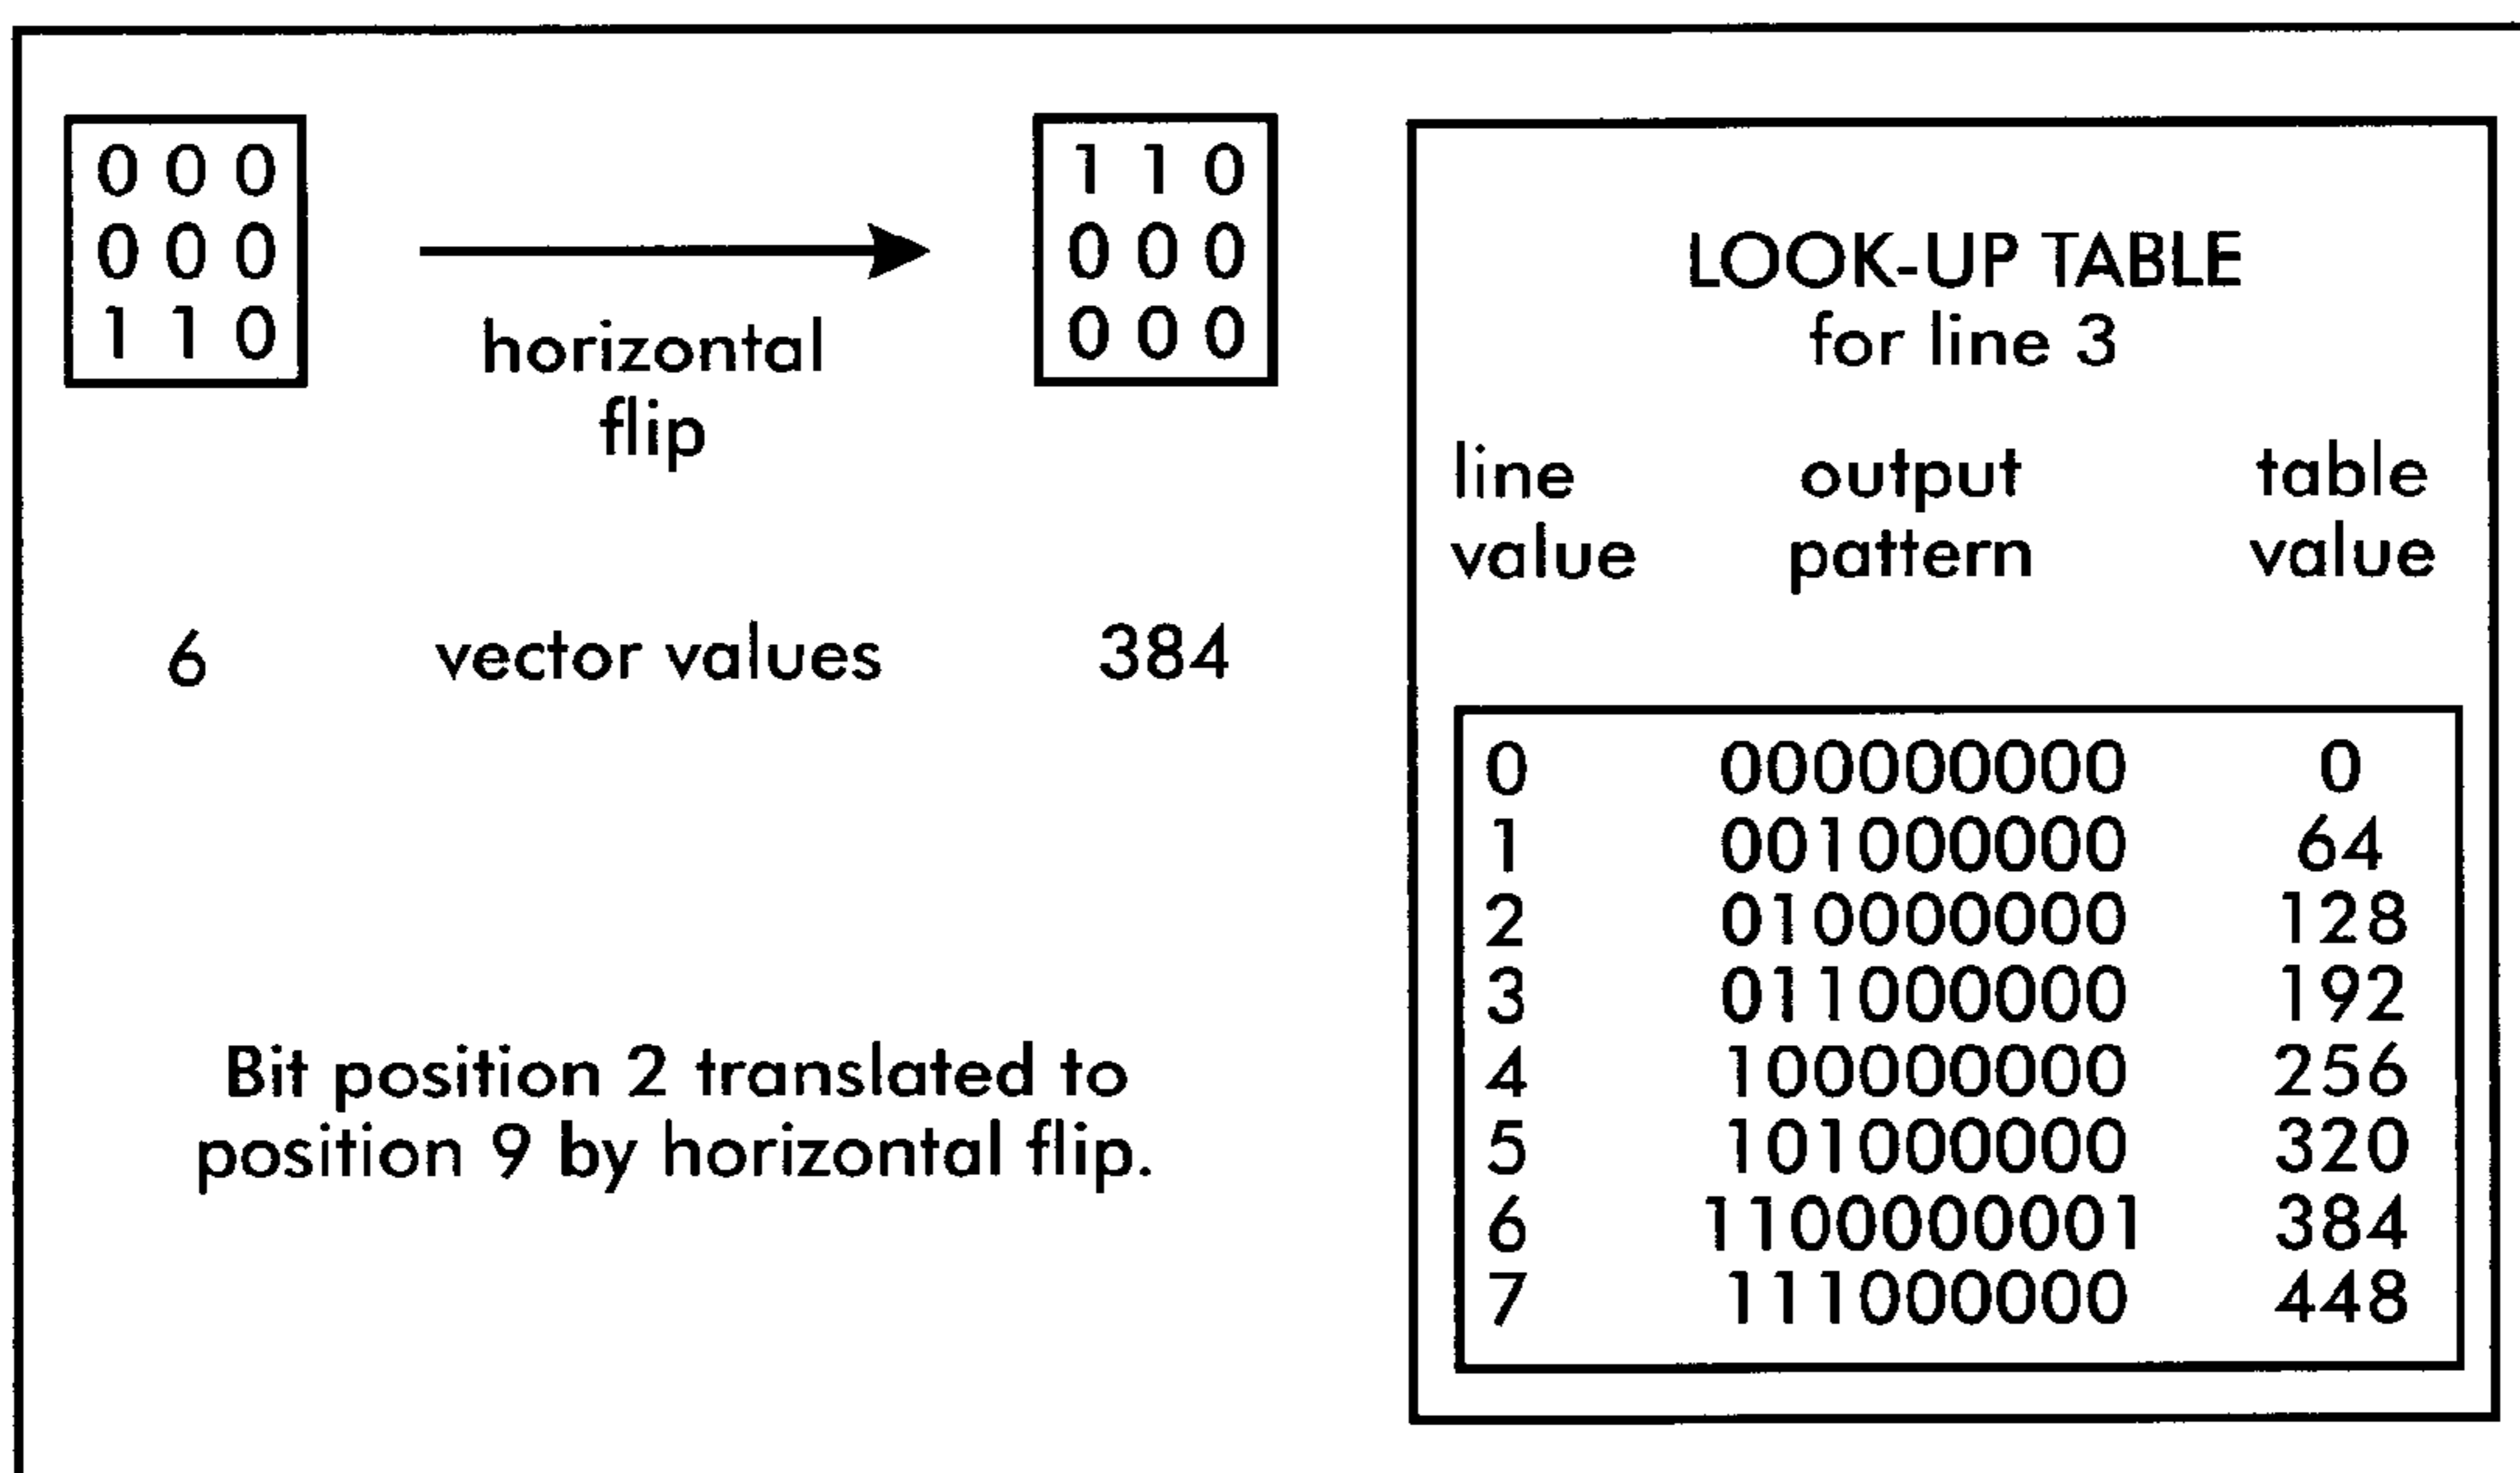 0 0 0
0 0 0
1 1 0
horizontal
flip
1 1 0
0 0 0
0 0 0
6 vector values 384
Bit position 2 translated to
position 9 by horizontal flip.
LOOK-UP TABLE
for line 3
line output table
value pattern value
0 000000000 0
1 001000000 64
2 010000000 128
3 011000000 192
4 100000000 256
5 101000000 320
6 1100000001 384
7 111000000 448